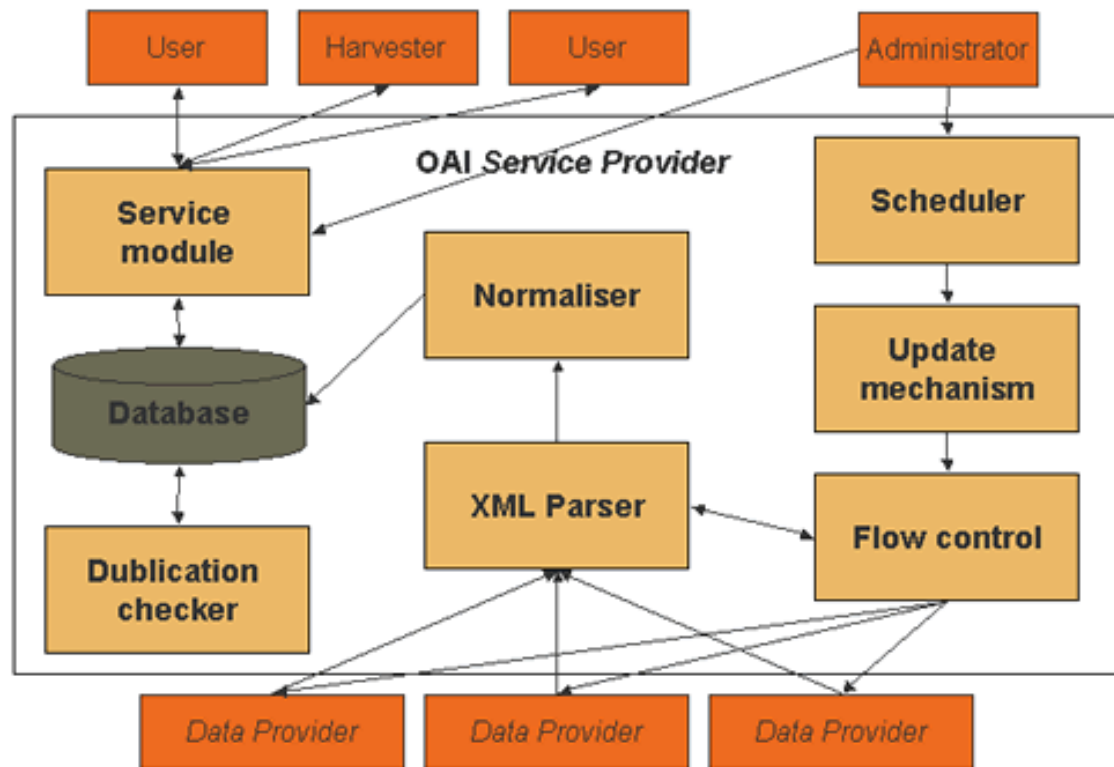 User
Harvester
User
Administrator
OAI Service Provider
Service
module
Scheduler
Normaliser
Update
mechanism
Database
XML Parser
Flow control
Dublication
checker
Data Provider
Data Provider
Data Provider